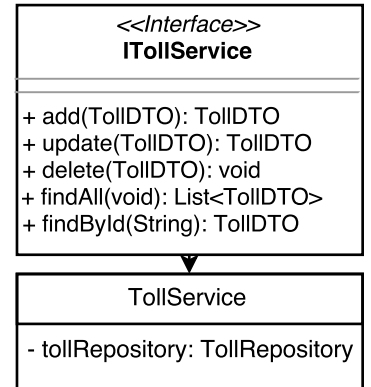 <<Interface>>
ITollService
+ add(TollDTO): TollDTO
+ update(TollDTO): TollDTO
+ delete(TollDTO): void
+ findAll(void): List<TollDTO>
+ findById(String): TollDTO
TollService
- tollRepository: TollRepository